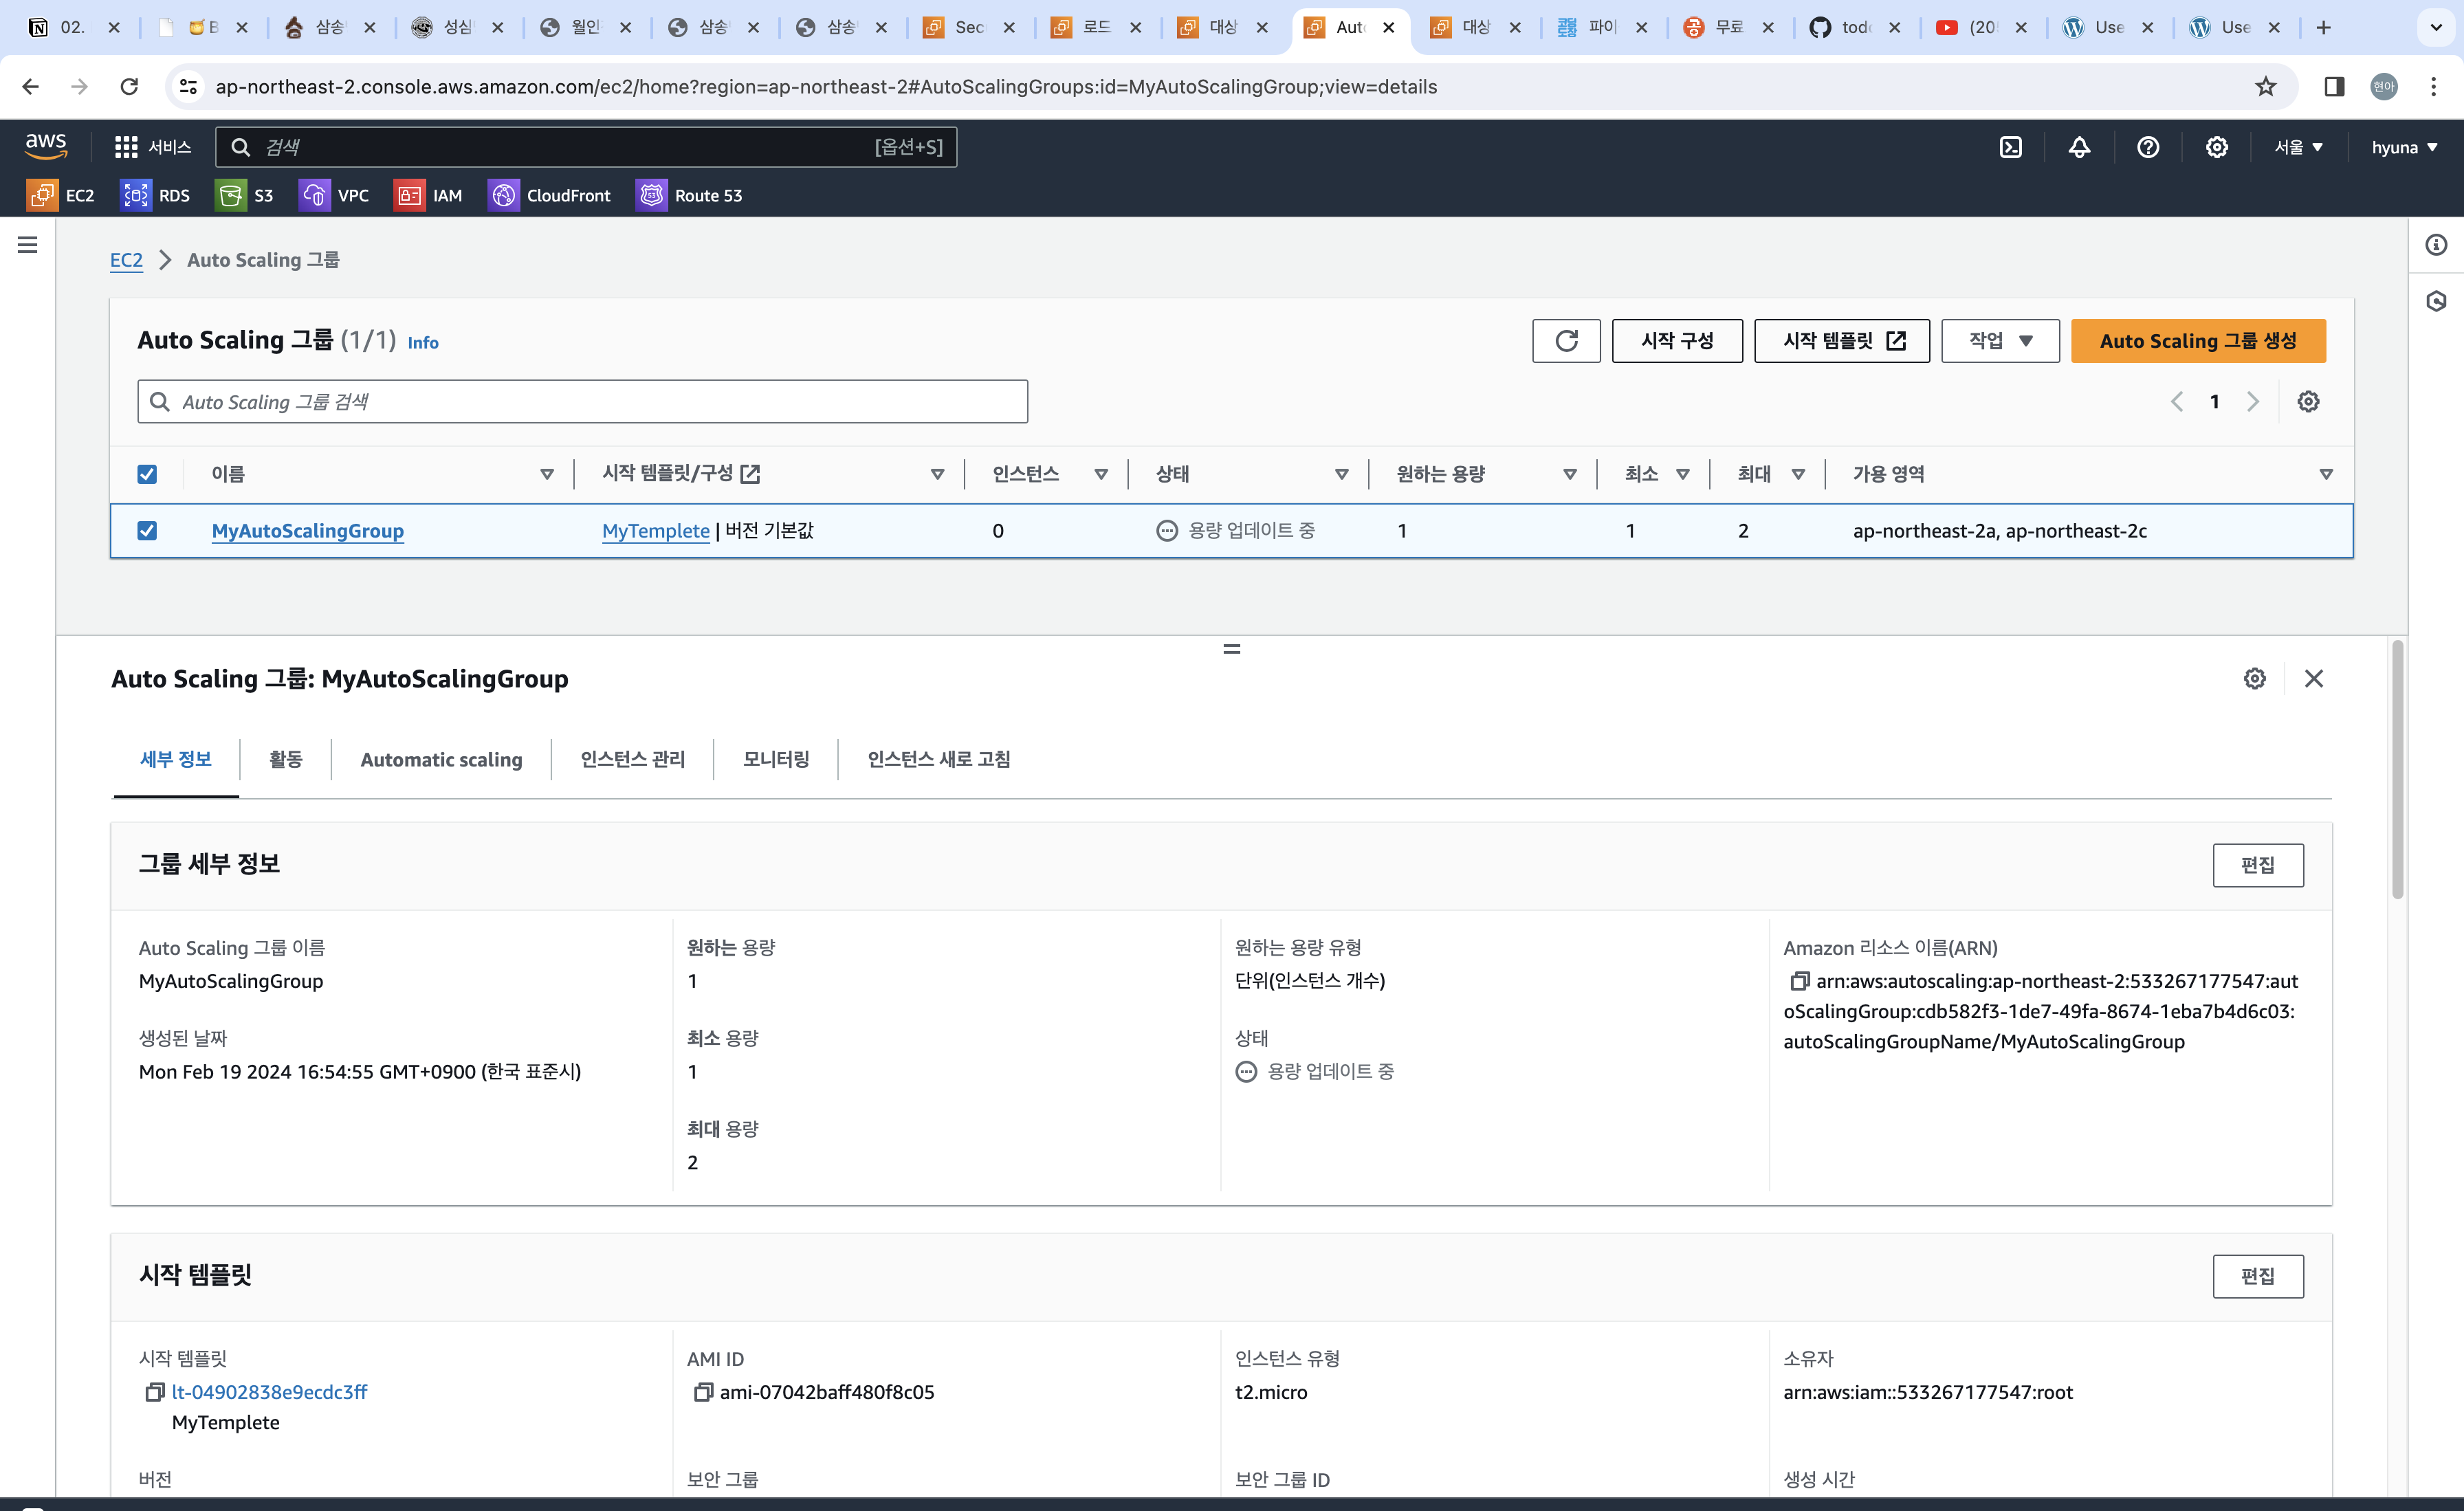 02.
B
삼송
성심
월인
삼송
삼송
Sec
로드
대상
Auto
대상
파이
무료
todo
(20
Use
Use
ap-northeast-2.console.aws.amazon.com/ec2/home?region=ap-northeast-2#AutoScalingGroups:id=MyAutoScalingGroup;view=details
현아
aws
서비스
검색
[옵션+S]
서울
hyuna
EC2
RDS
S3
VPC
IAM
CloudFront
Route 53
EC2
Auto Scaling 그룹
Auto Scaling 그룹 (1/1) Info
시작 구성
시작 템플릿
작업
Auto Scaling 그룹 생성
Auto Scaling 그룹 검색
1
이름
시작 템플릿/구성
인스턴스
상태
원하는 용량
최소
최대
가용 영역
MyAutoScalingGroup
MyTemplete | 버전 기본값
0
용량 업데이트 중
1
1
2
ap-northeast-2a, ap-northeast-2c
Auto Scaling 그룹: MyAutoScalingGroup
세부 정보
활동
Automatic scaling
인스턴스 관리
모니터링
인스턴스 새로 고침
그룹 세부 정보
편집
Auto Scaling 그룹 이름
MyAutoScalingGroup
생성된 날짜
Mon Feb 19 2024 16:54:55 GMT+0900 (한국 표준시)
원하는 용량
1
최소 용량
1
최대 용량
2
원하는 용량 유형
단위(인스턴스 개수)
상태
용량 업데이트 중
Amazon 리소스 이름(ARN)
arn:aws:autoscaling:ap-northeast-2:533267177547:aut
oScalingGroup:cdb582f3-1de7-49fa-8674-1eba7b4d6c03:
autoScalingGroupName/MyAutoScalingGroup
시작 템플릿
편집
시작 템플릿
lt-04902838e9ecdc3ff
MyTemplete
AMI ID
ami-07042baff480f8c05
인스턴스 유형
t2.micro
소유자
arn:aws:iam::533267177547:root
버전
보안 그룹
보안 그룹 ID
생성 시간